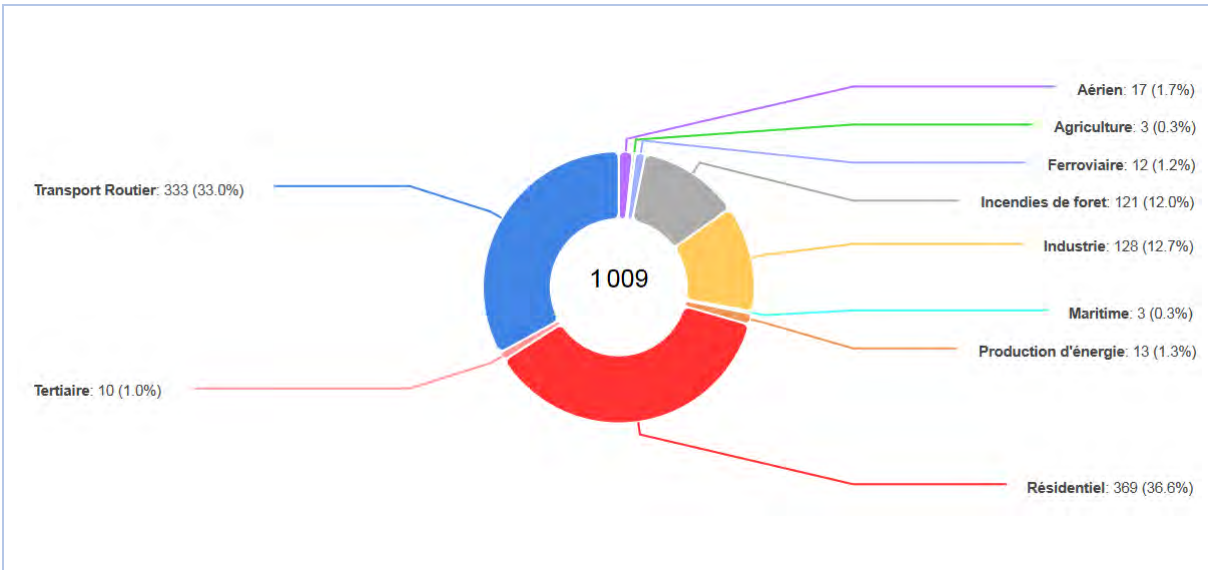 Aérien: 17 (1.7%)
Agriculture: 3 (0.3%)
Ferroviaire: 12 (1.2%)
Transport Routier: 333 (33.0%)
Incendies de foret: 121 (12.0%)
Industrie: 128 (12.7%)
1 009
Maritime: 3 (0.3%)
Production d'énergie: 13 (1.3%)
Tertiaire: 10 (1.0%)
Résidentiel: 369 (36.6%)